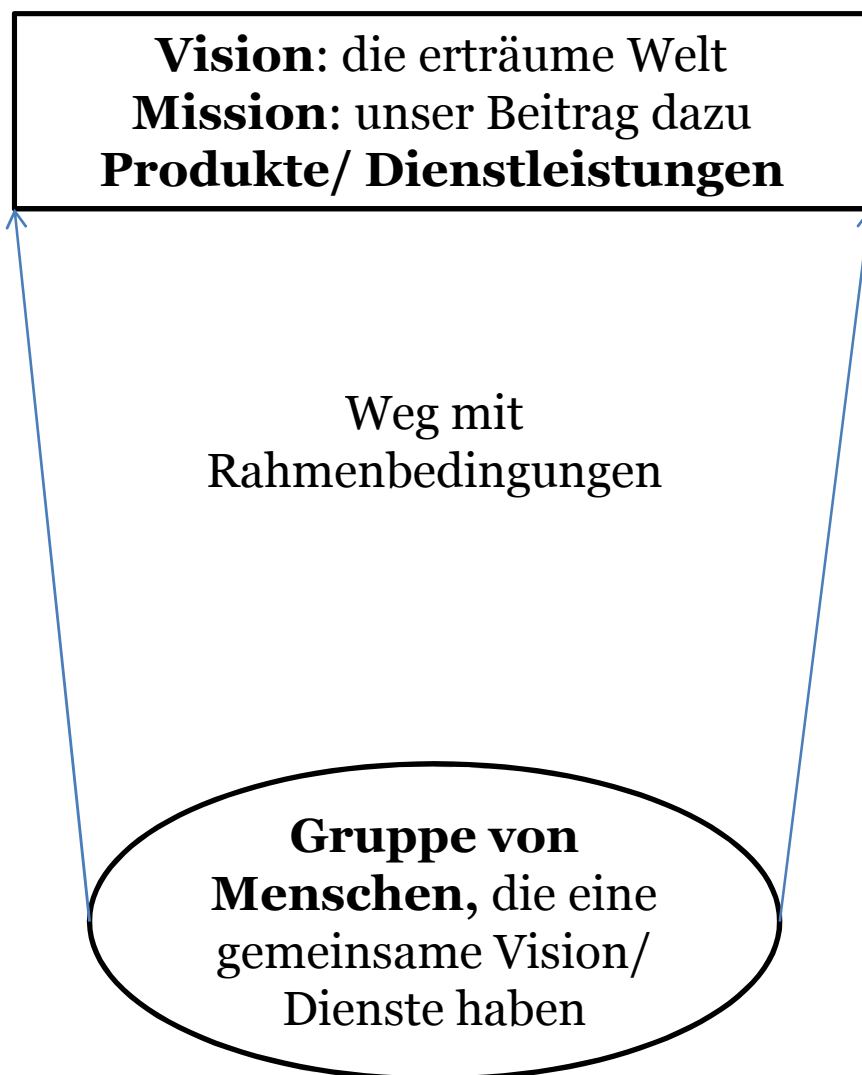 Vision: die erträume Welt
Mission: unser Beitrag dazu
Produkte/ Dienstleistungen
Weg mit
Rahmenbedingungen
Gruppe von
Menschen, die eine
gemeinsame Vision/
Dienste haben